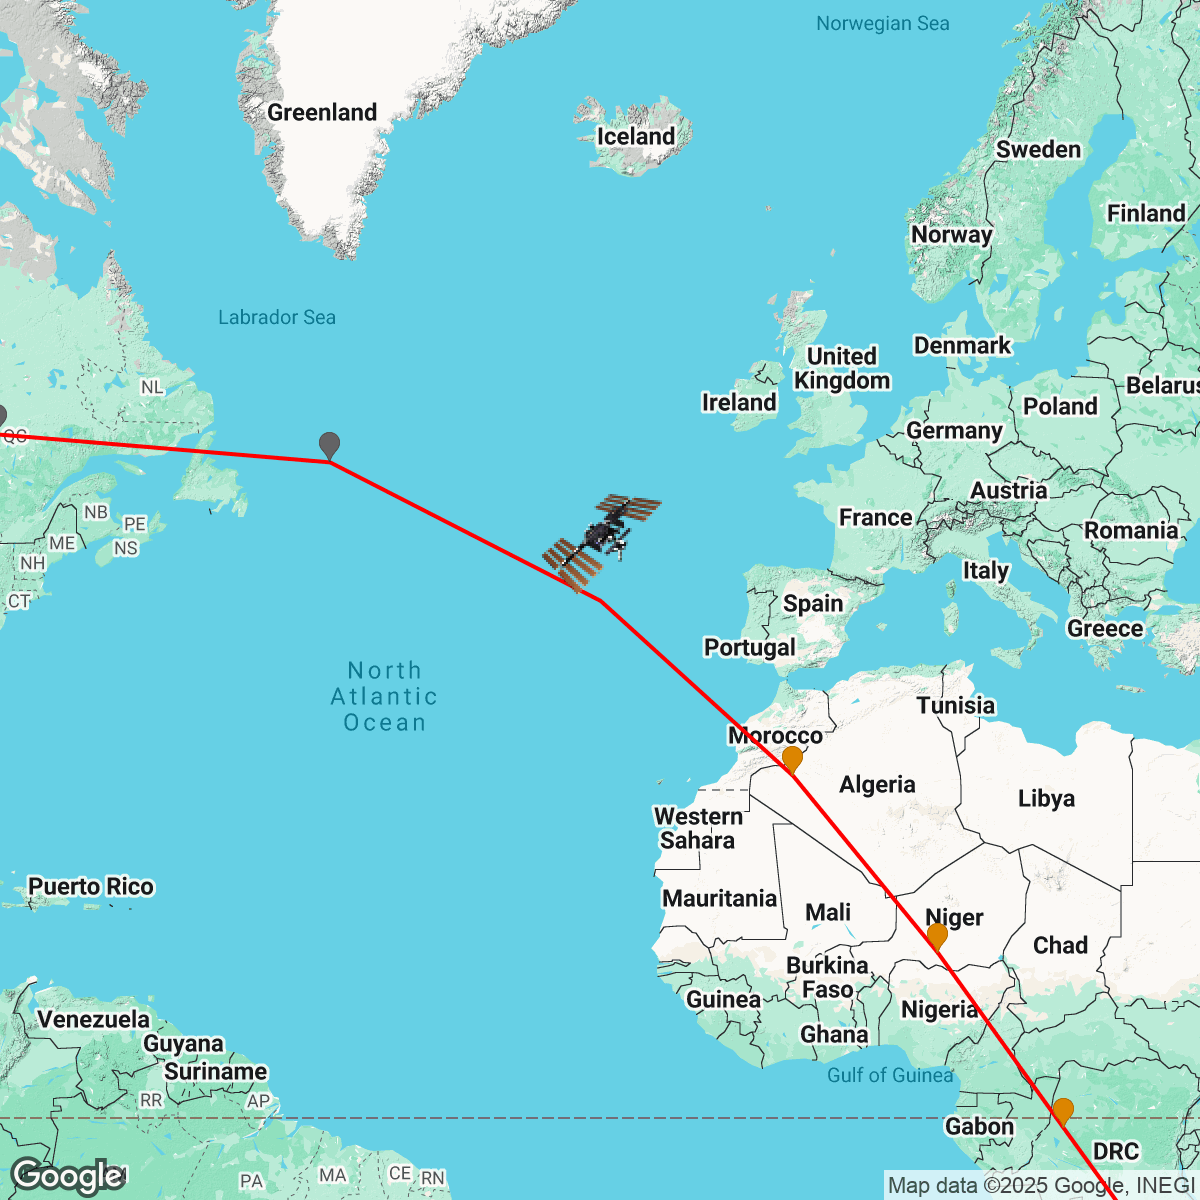 Norwegian Sea
Greenland
Iceland
Sweden
Finland
Norway
Labrador Sea
Denmark
United
Kingdom
Belarus
NL
Ireland
Poland
QC
Germany
Austria
NB
PE
France
Romania
ME
NS
NH
Italy
CT
Spain
Greece
Portugal
North
Atlantic
Ocean
Tunisia
Morocco
Algeria
Libya
Western
Sahara
Puerto Rico
Mauritania
Mali
Niger
Chad
Burkina
Faso
Guinea
Nigeria
Venezuela
Ghana
Guyana
Suriname
Gulf of Guinea
RR
AP
Gabon
DRC
Google
PA
MA
CE
RN
Map data ©2025 Google, INEGI